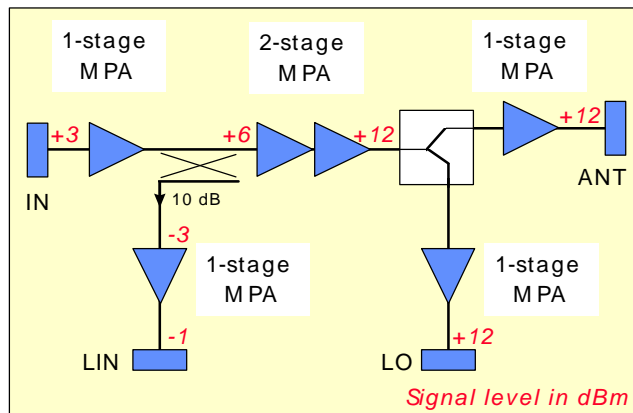 1-stage
MPA
2-stage
MPA
1-stage
MPA
+3
+6
+12
+12
IN
ANT
10 dB
-3
1-stage
MPA
1-stage
MPA
-1
+12
LIN
LO
Signal level in dBm